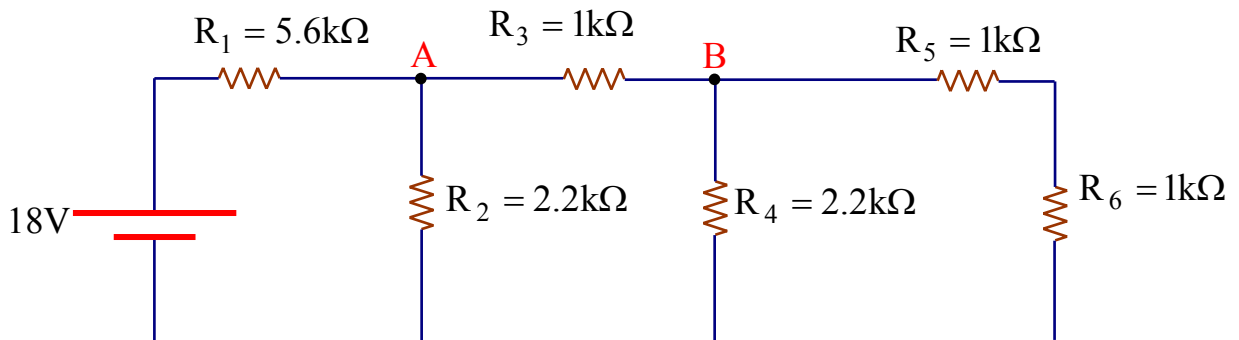 R₁ = 5.6kΩ
A
R₃ = 1kΩ
B
R₅ = 1kΩ
18V
R₂ = 2.2kΩ
R₄ = 2.2kΩ
R₆ = 1kΩ